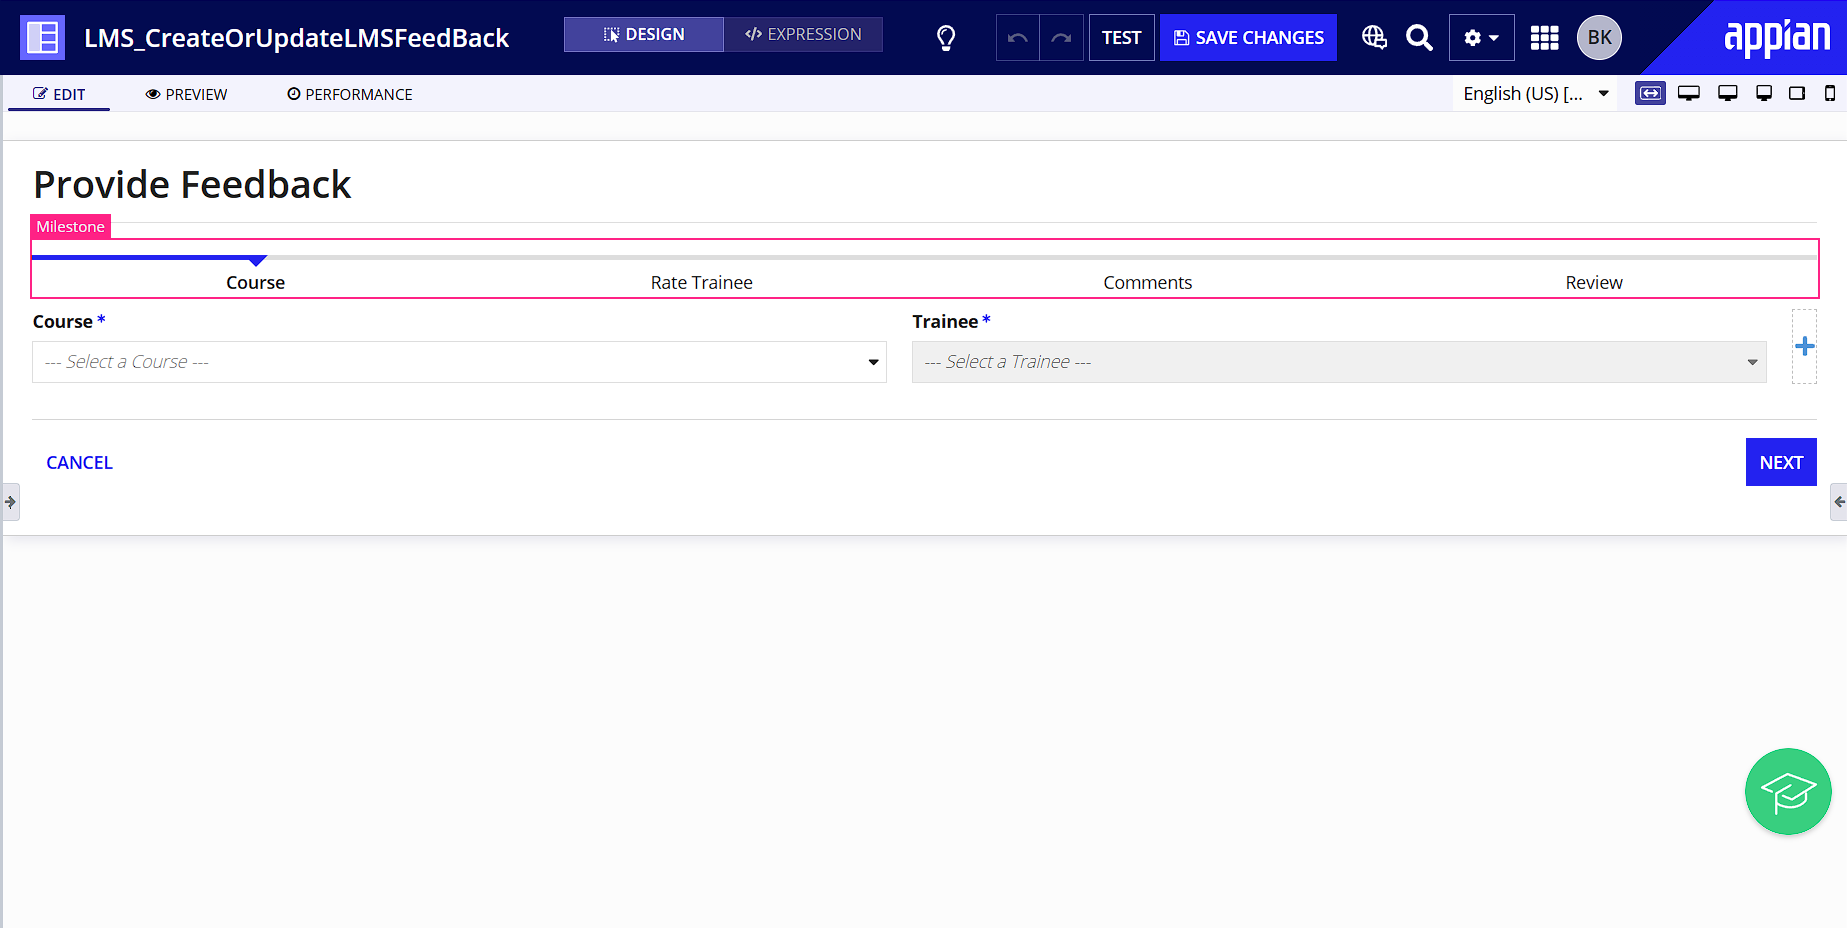 LMS_CreateOrUpdateLMSFeedBack
DESIGN
EXPRESSION
TEST
SAVE CHANGES
BK
appian
EDIT
PREVIEW
PERFORMANCE
English (US) [...
Provide Feedback
Milestone
Course
Rate Trainee
Comments
Review
Course *
Trainee *
--- Select a Course ---
--- Select a Trainee ---
CANCEL
NEXT